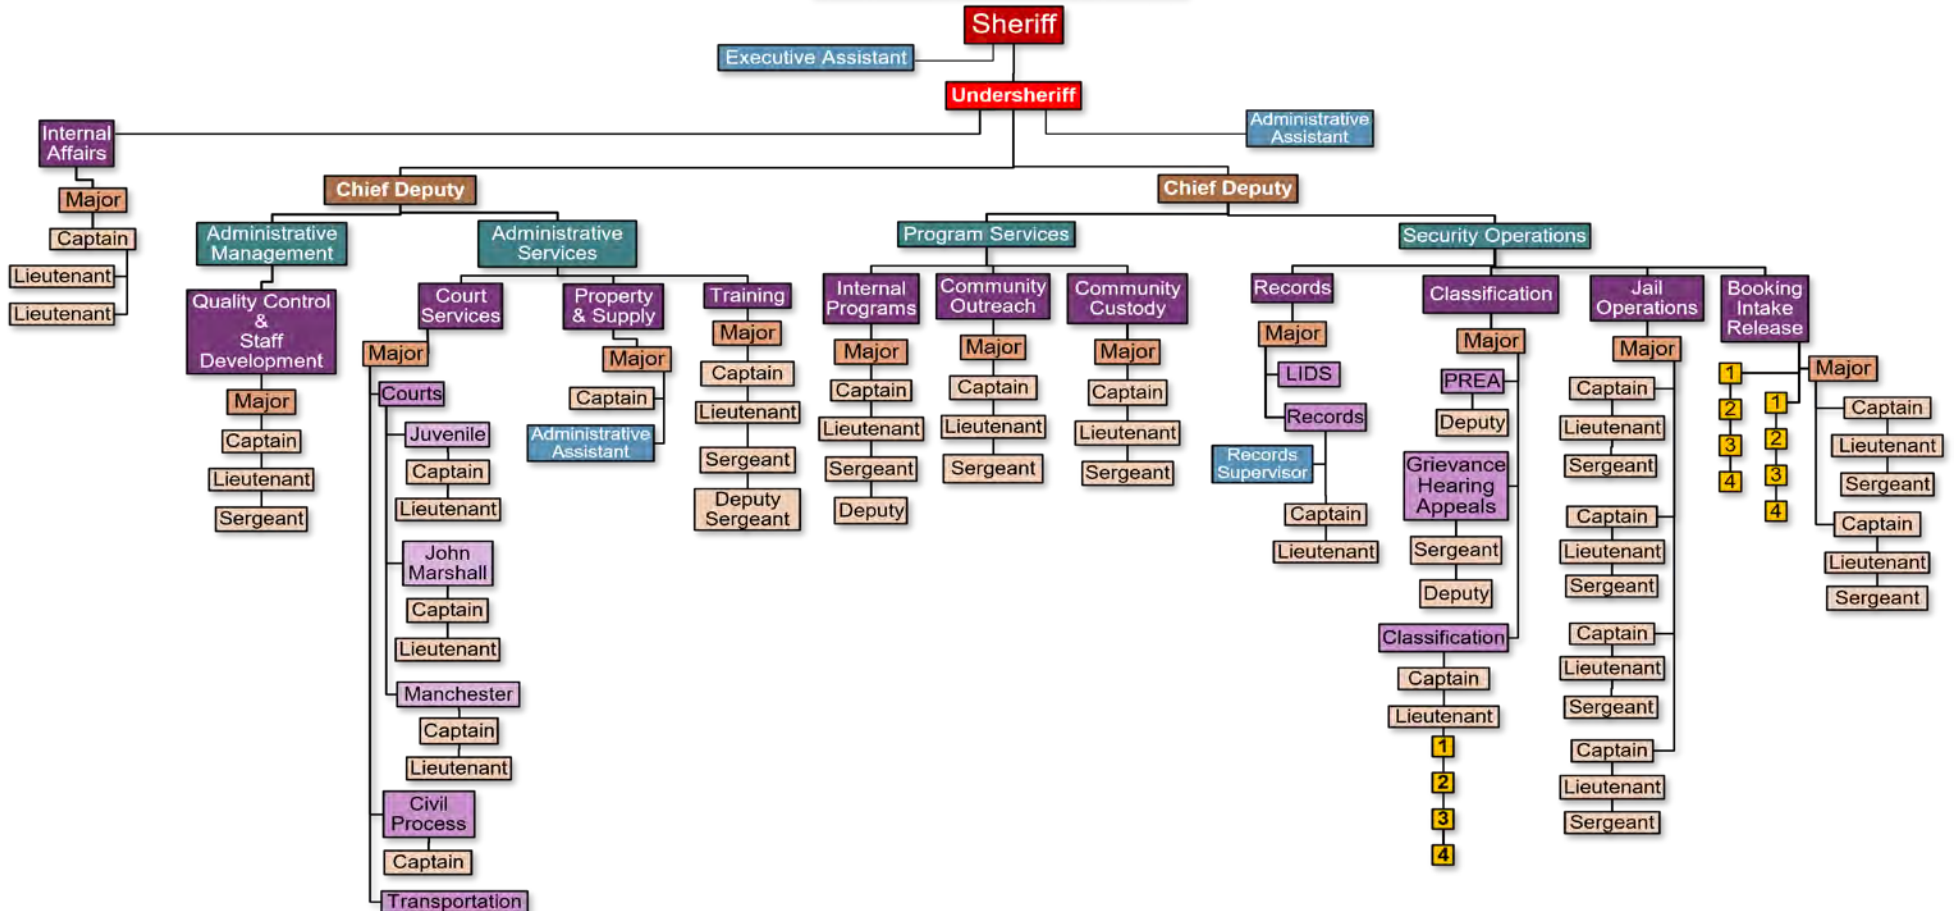 Sheriff
Executive Assistant
Undersheriff
Administrative
Assistant
Internal
Affairs
Major
Captain
Lieutenant
Lieutenant
Chief Deputy
Administrative
Management
Quality Control
&
Staff
Development
Major
Captain
Lieutenant
Sergeant
Administrative
Services
Court
Services
Major
Courts
Juvenile
Captain
Lieutenant
John
Marshall
Captain
Lieutenant
Manchester
Captain
Lieutenant
Civil
Process
Captain
Transportation
Property
& Supply
Major
Captain
Administrative
Assistant
Training
Major
Captain
Lieutenant
Sergeant
Deputy
Sergeant
Chief Deputy
Program Services
Internal
Programs
Major
Captain
Lieutenant
Sergeant
Deputy
Community
Outreach
Major
Captain
Lieutenant
Sergeant
Community
Custody
Major
Captain
Lieutenant
Sergeant
Security Operations
Records
Major
LIDS
Records
Records
Supervisor
Captain
Lieutenant
Classification
Major
PREA
Deputy
Grievance
Hearing
Appeals
Sergeant
Deputy
Classification
Captain
Lieutenant
1
2
3
4
Jail
Operations
Major
Captain
Lieutenant
Sergeant
Captain
Lieutenant
Sergeant
Captain
Lieutenant
Sergeant
Captain
Lieutenant
Sergeant
Booking
Intake
Release
1
2
3
4
1
2
3
4
Major
Captain
Lieutenant
Sergeant
Captain
Lieutenant
Sergeant